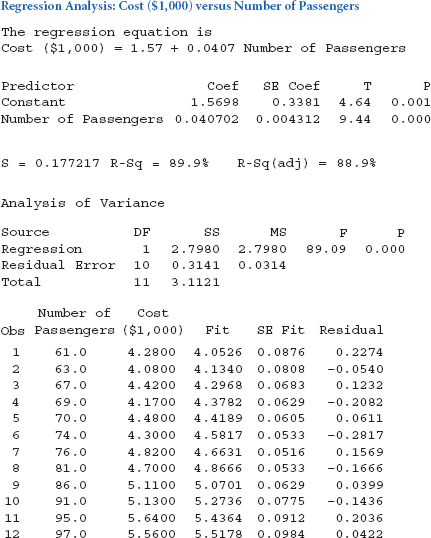 Regression Analysis: Cost ($1,000) versus Number of Passengers
The regression equation is
Cost ($1,000) = 1.57 + 0.0407 Number of Passengers
Predictor Coef SE Coef T P
Constant 1.5698 0.3381 4.64 0.001
Number of Passengers 0.040702 0.004312 9.44 0.000
S = 0.177217 R-Sq = 89.9% R-Sq(adj) = 88.9%
Analysis of Variance
Source DF SS MS F P
Regression 1 2.7980 2.7980 89.09 0.000
Residual Error 10 0.3141 0.0314
Total 11 3.1121
Number of Cost
Obs Passengers ($1,000) Fit SE Fit Residual
1 61.0 4.2800 4.0526 0.0876 0.2274
2 63.0 4.0800 4.1340 0.0808 -0.0540
3 67.0 4.4200 4.2968 0.0683 0.1232
4 69.0 4.1700 4.3782 0.0629 -0.2082
5 70.0 4.4800 4.4189 0.0605 0.0611
6 74.0 4.3000 4.5817 0.0533 -0.2817
7 76.0 4.8200 4.6631 0.0516 0.1569
8 81.0 4.7000 4.8666 0.0533 -0.1666
9 86.0 5.1100 5.0701 0.0629 0.0399
10 91.0 5.1300 5.2736 0.0775 -0.1436
11 95.0 5.6400 5.4364 0.0912 0.2036
12 97.0 5.5600 5.5178 0.0984 0.0422